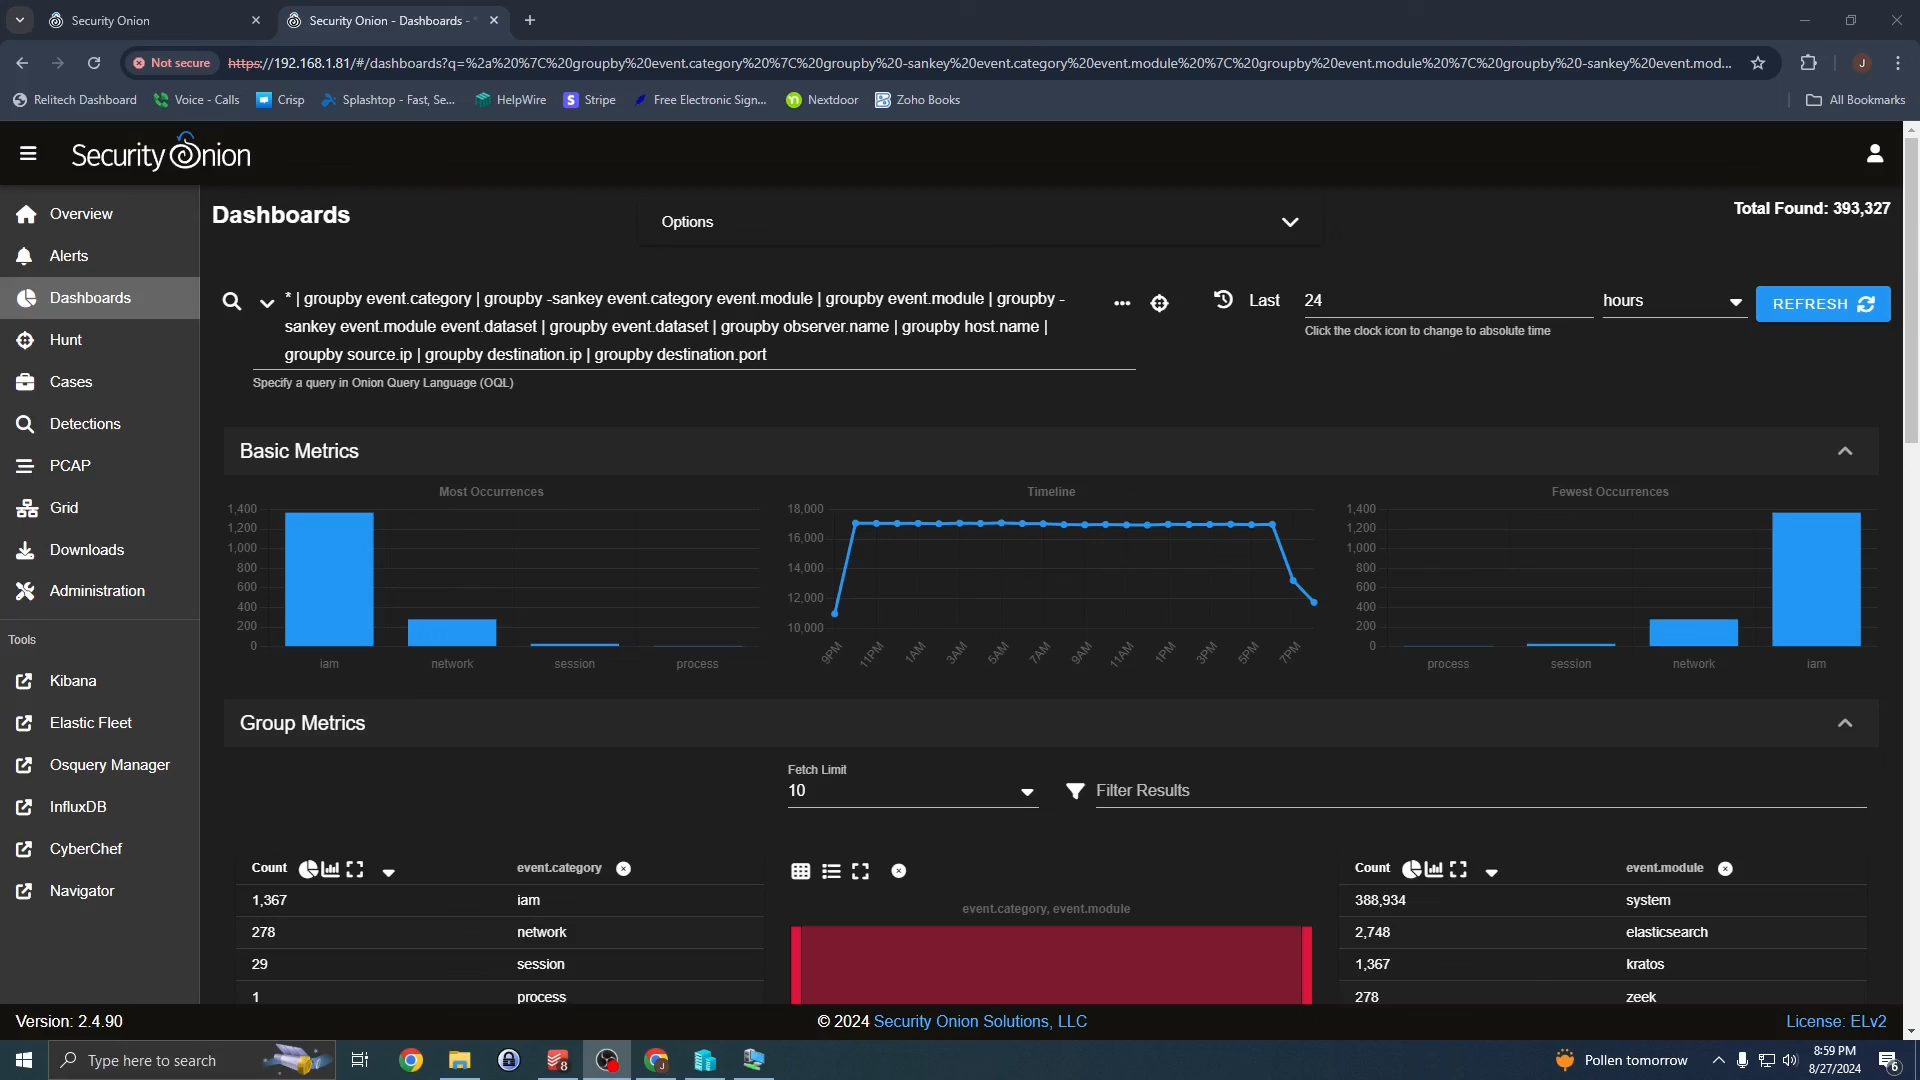 Security Onion
Security Onion - Dashboards -
Not secure
https://192.168.1.81/#/dashboards?q=%2a%20%7C%20groupby%20event.category%20%7C%20groupby%20-sankey%20event.category%20event.module%20%7C%20groupby%20event.module%20%7C%20groupby%20-sankey%20event.mod...
J
Relitech Dashboard
Voice - Calls
Crisp
Splashtop - Fast, Se...
HelpWire
S Stripe
Free Electronic Sign...
Nextdoor
Zoho Books
All Bookmarks
Security Onion
Overview
Alerts
Dashboards
Hunt
Cases
Detections
PCAP
Grid
Downloads
Administration
Tools
Kibana
Elastic Fleet
Osquery Manager
InfluxDB
CyberChef
Navigator
Dashboards
Options
Total Found: 393,327
* | groupby event.category | groupby -sankey event.category event.module | groupby event.module | groupby -
sankey event.module event.dataset | groupby event.dataset | groupby observer.name | groupby host.name |
groupby source.ip | groupby destination.ip | groupby destination.port
Specify a query in Onion Query Language (OQL)
Last
24
hours
REFRESH
Click the clock icon to change to absolute time
Basic Metrics
Most Occurrences
1,400
1,200
1,000
800
600
400
200
0
iam
network
session
process
Timeline
18,000
16,000
14,000
12,000
10,000
9PM
11PM
1AM
3AM
5AM
7AM
9AM
11AM
1PM
3PM
5PM
7PM
Fewest Occurrences
1,400
1,200
1,000
800
600
400
200
0
process
session
network
iam
Group Metrics
Fetch Limit
10
Filter Results
Count
event.category
1,367 iam
278 network
29 session
1 process
event.category, event.module
Count
event.module
388,934 system
2,748 elasticsearch
1,367 kratos
278 zeek
Version: 2.4.90
© 2024 Security Onion Solutions, LLC
License: ELv2
Type here to search
8
J
Pollen tomorrow
8:59 PM
8/27/2024
6